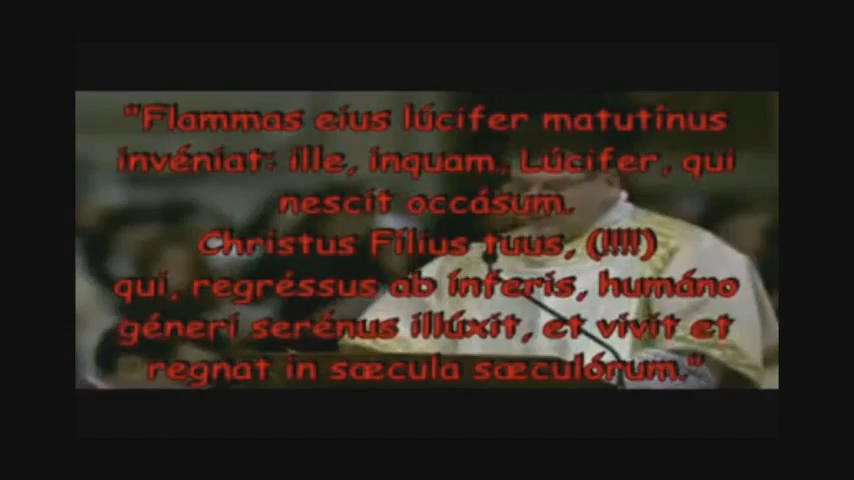 "Flammas eius lúcifer matutínus
invéniat: ille, inquam, Lúcifer, qui
nescit occásum.
Christus Fílius tuus, (!!!!)
qui, regréssus ab ínferis, humáno
géneri serénus illúxit, et vivit et
regnat in sæcula sæculórum."